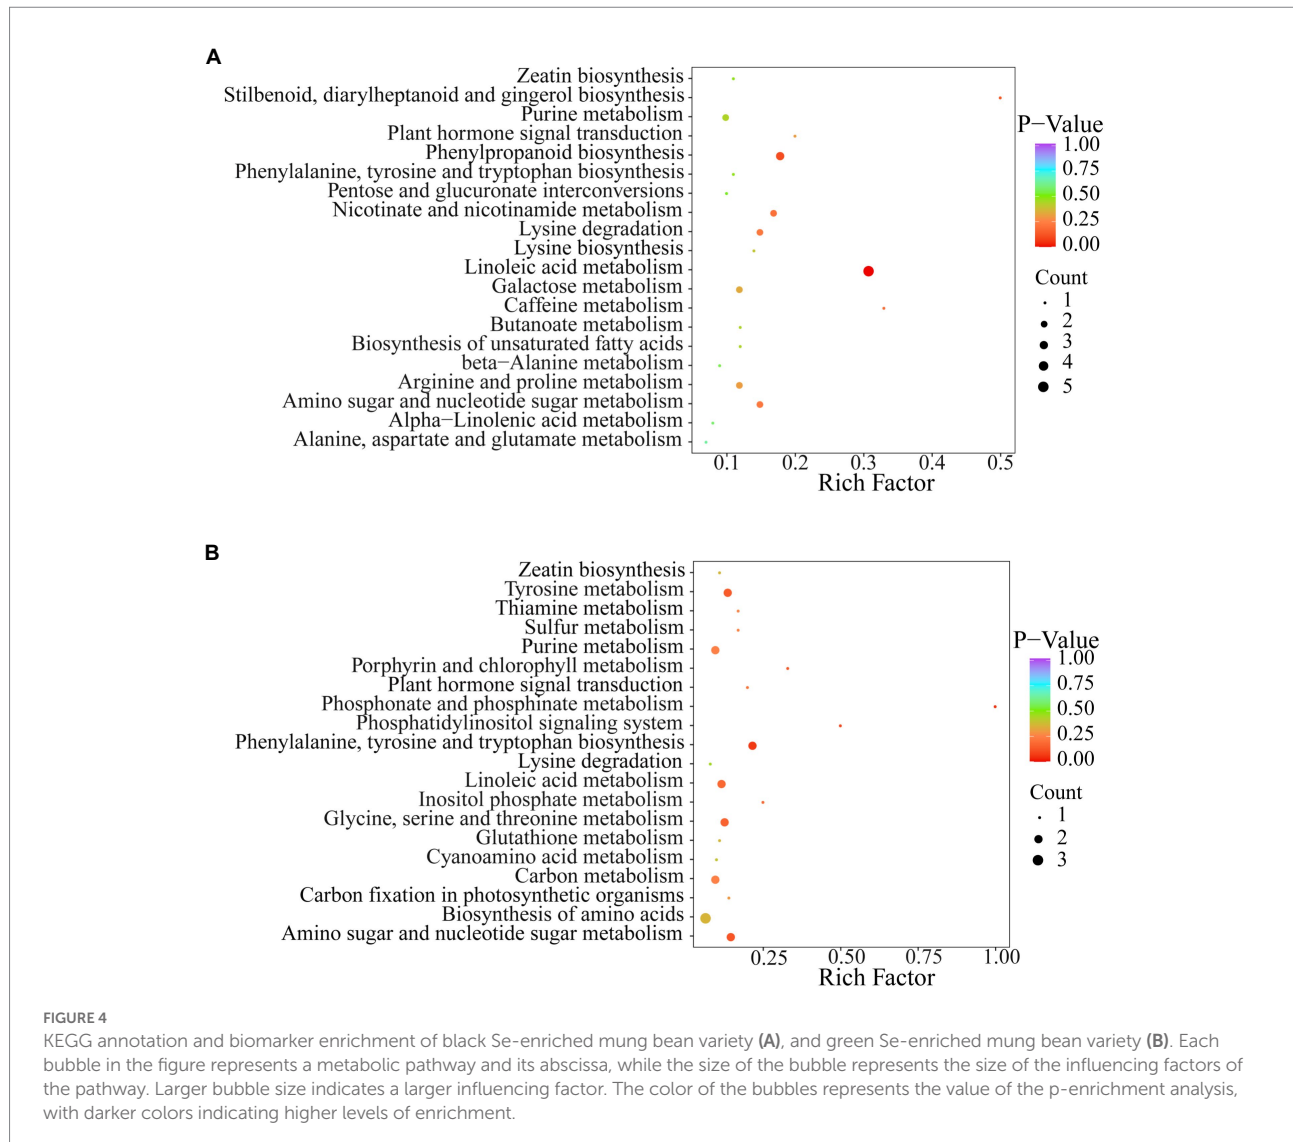 A
Zeatin biosynthesis
Stilbenoid, diarylheptanoid and gingerol biosynthesis
Purine metabolism
Plant hormone signal transduction
Phenylpropanoid biosynthesis
Phenylalanine, tyrosine and tryptophan biosynthesis
Pentose and glucuronate interconversions
Nicotinate and nicotinamide metabolism
Lysine degradation
Lysine biosynthesis
Linoleic acid metabolism
Galactose metabolism
Caffeine metabolism
Butanoate metabolism
Biosynthesis of unsaturated fatty acids
beta−Alanine metabolism
Arginine and proline metabolism
Amino sugar and nucleotide sugar metabolism
Alpha−Linolenic acid metabolism
Alanine, aspartate and glutamate metabolism
0.1 0.2 0.3 0.4 0.5
Rich Factor
P−Value
1.00
0.75
0.50
0.25
0.00
Count
1
2
3
4
5
B
Zeatin biosynthesis
Tyrosine metabolism
Thiamine metabolism
Sulfur metabolism
Purine metabolism
Porphyrin and chlorophyll metabolism
Plant hormone signal transduction
Phosphonate and phosphinate metabolism
Phosphatidylinositol signaling system
Phenylalanine, tyrosine and tryptophan biosynthesis
Lysine degradation
Linoleic acid metabolism
Inositol phosphate metabolism
Glycine, serine and threonine metabolism
Glutathione metabolism
Cyanoamino acid metabolism
Carbon metabolism
Carbon fixation in photosynthetic organisms
Biosynthesis of amino acids
Amino sugar and nucleotide sugar metabolism
0.25 0.50 0.75 1.00
Rich Factor
P−Value
1.00
0.75
0.50
0.25
0.00
Count
1
2
3
FIGURE 4
KEGG annotation and biomarker enrichment of black Se-enriched mung bean variety (A), and green Se-enriched mung bean variety (B). Each
bubble in the figure represents a metabolic pathway and its abscissa, while the size of the bubble represents the size of the influencing factors of
the pathway. Larger bubble size indicates a larger influencing factor. The color of the bubbles represents the value of the p-enrichment analysis,
with darker colors indicating higher levels of enrichment.